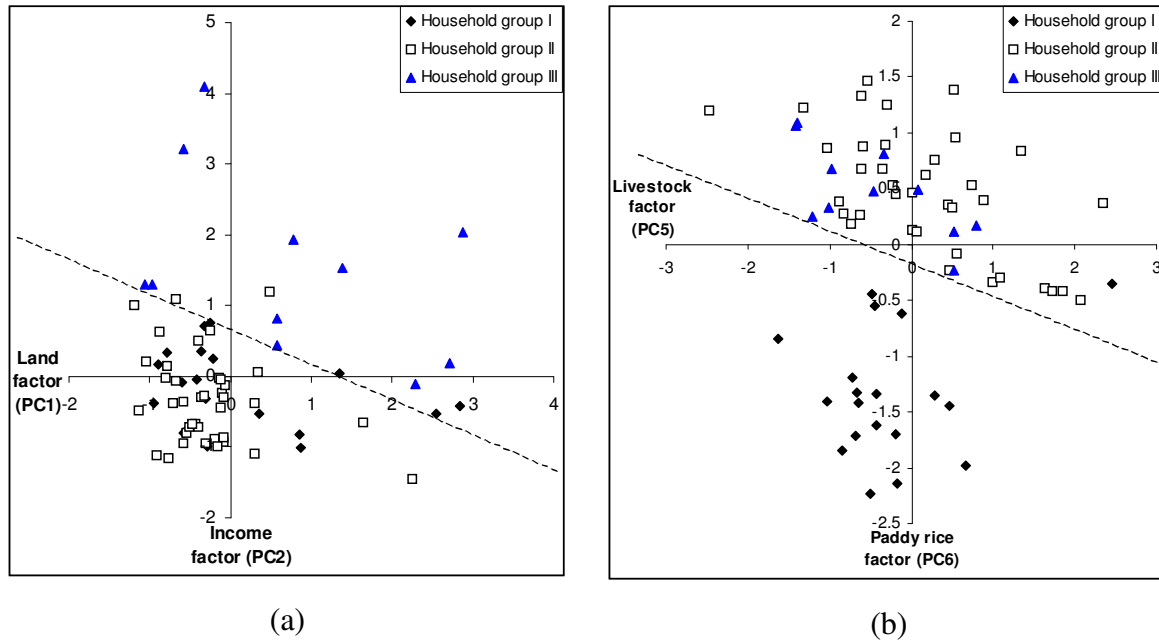 5
Household group I
Household group II
Household group III
4
3
2
1
Land
factor
(PC1)
-2
-1
0
0
1
2
3
4
-2
Income
factor (PC2)
(a)
2
Household group I
Household group II
Household group III
1.5
1
0.5
Livestock
factor
(PC5)
0
-3
-2
-1
0
1
2
3
-0.5
-1
-1.5
-2
-2.5
Paddy rice
factor (PC6)
(b)